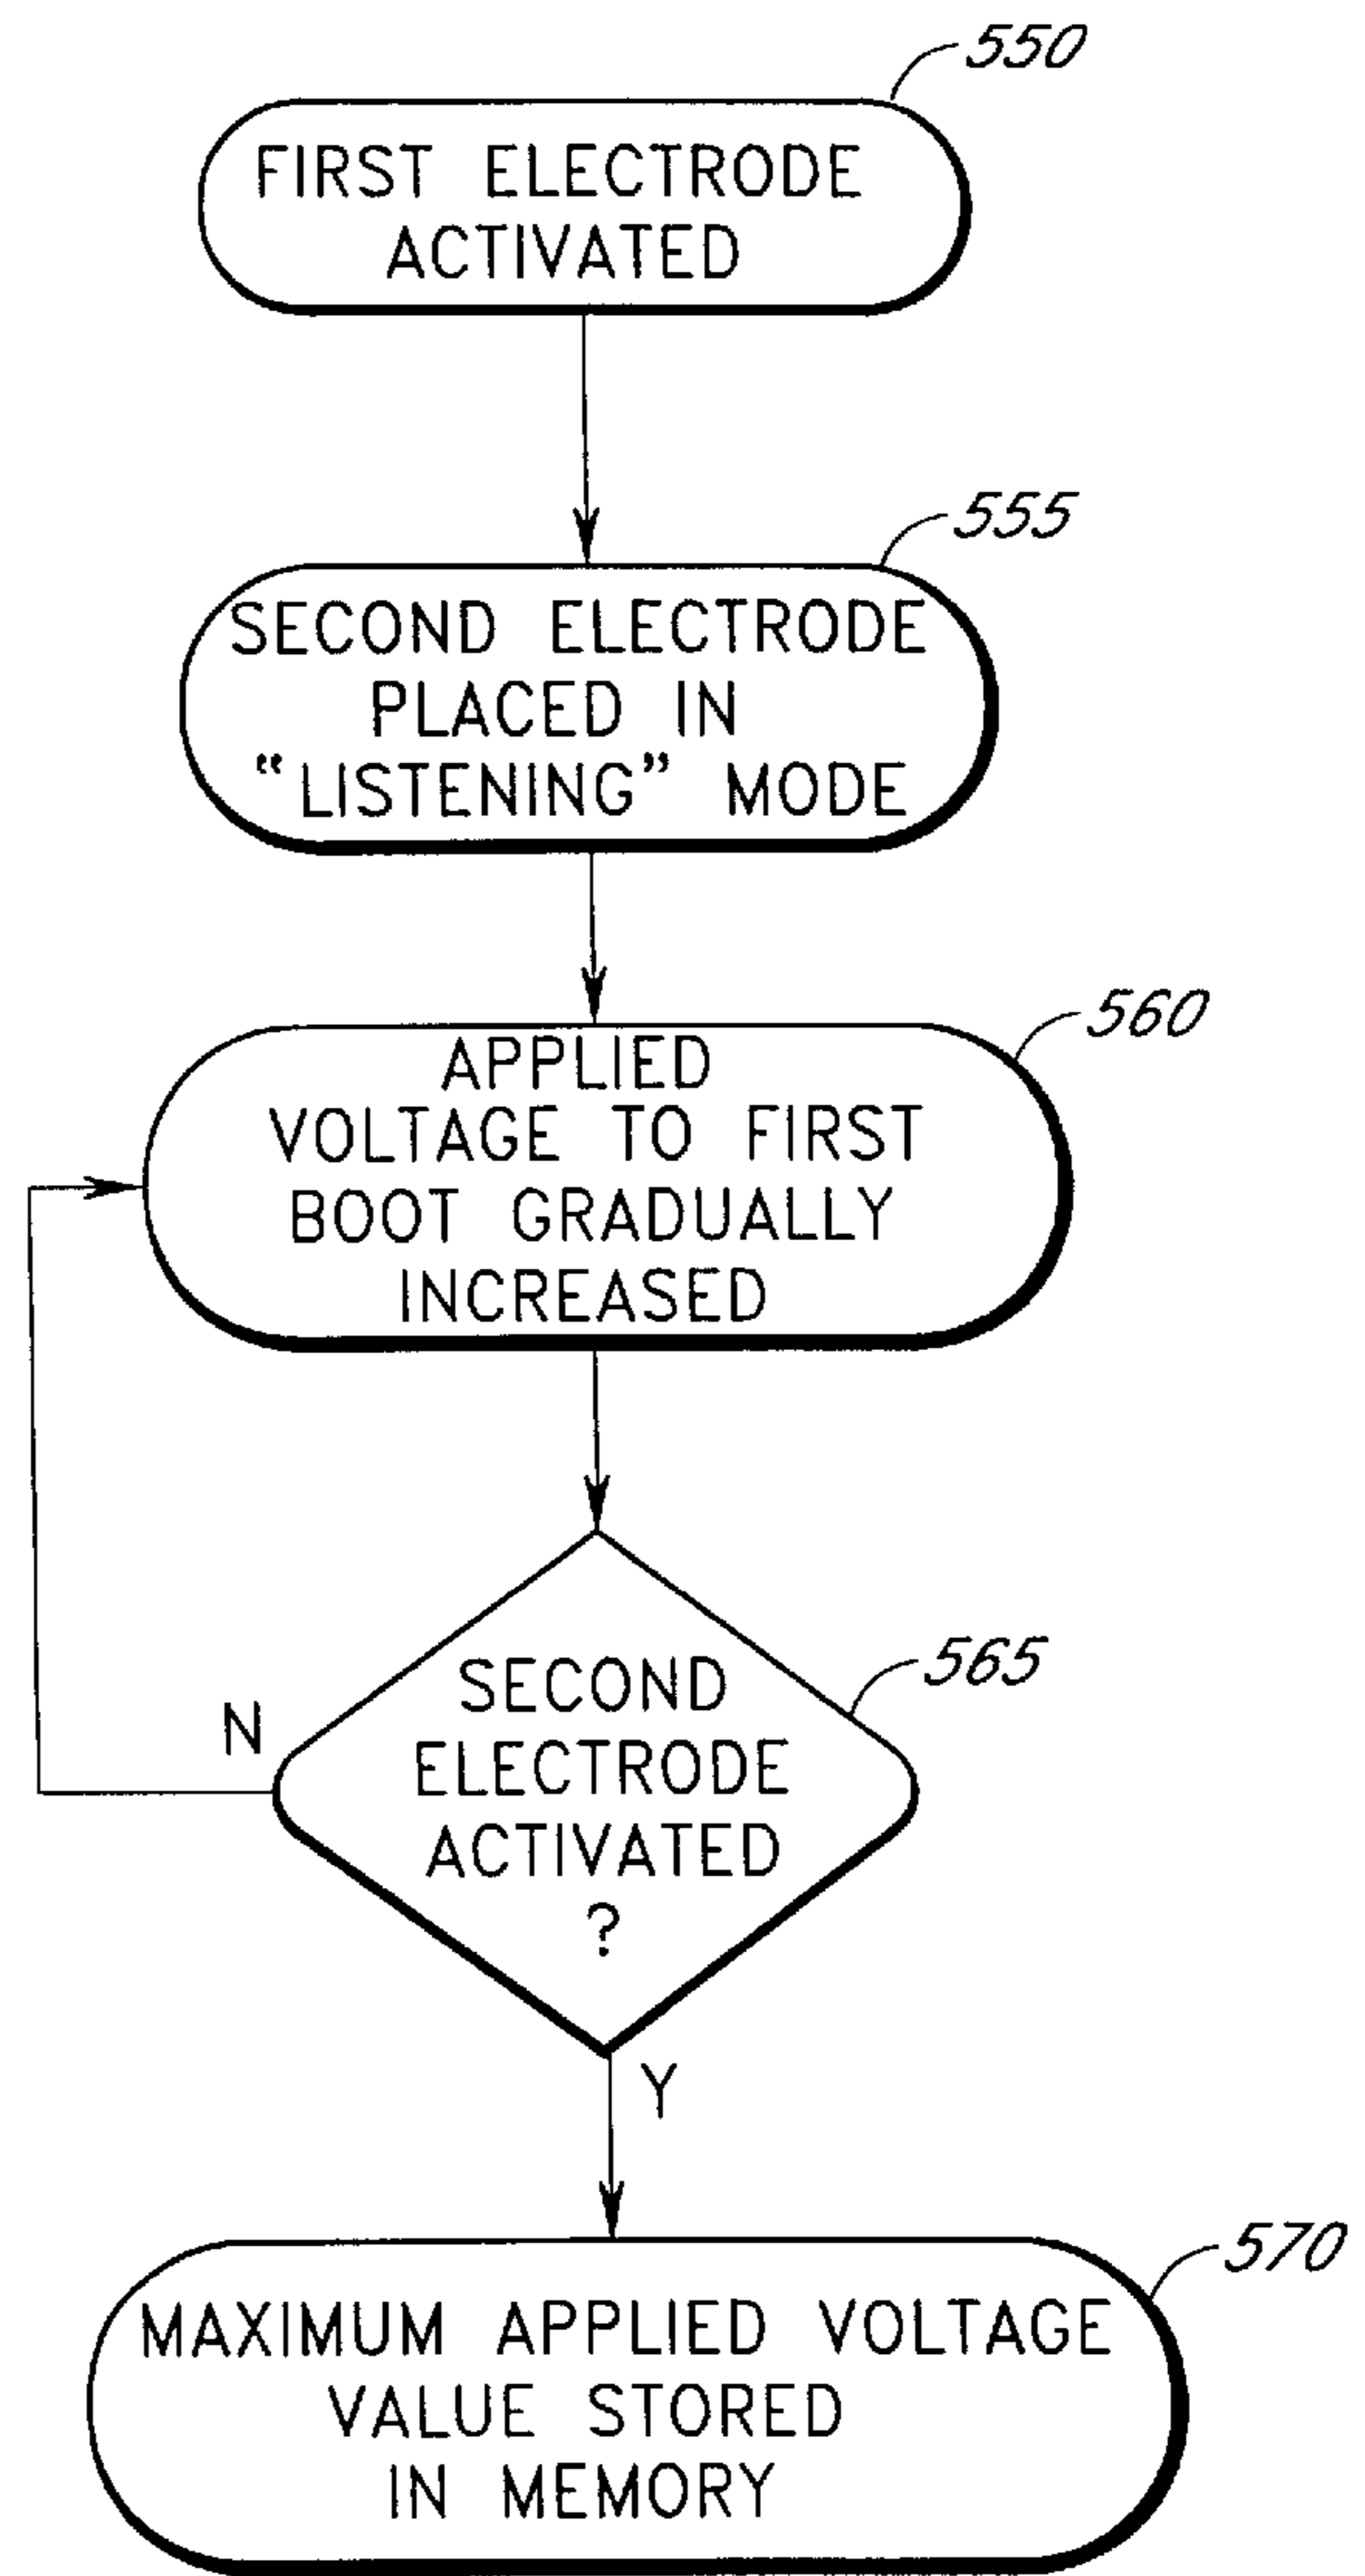 550
FIRST ELECTRODE
ACTIVATED
555
SECOND ELECTRODE
PLACED IN
“LISTENING” MODE
560
APPLIED
VOLTAGE TO FIRST
BOOT GRADUALLY
INCREASED
565
SECOND
ELECTRODE
ACTIVATED
?
N
Y
570
MAXIMUM APPLIED VOLTAGE
VALUE STORED
IN MEMORY